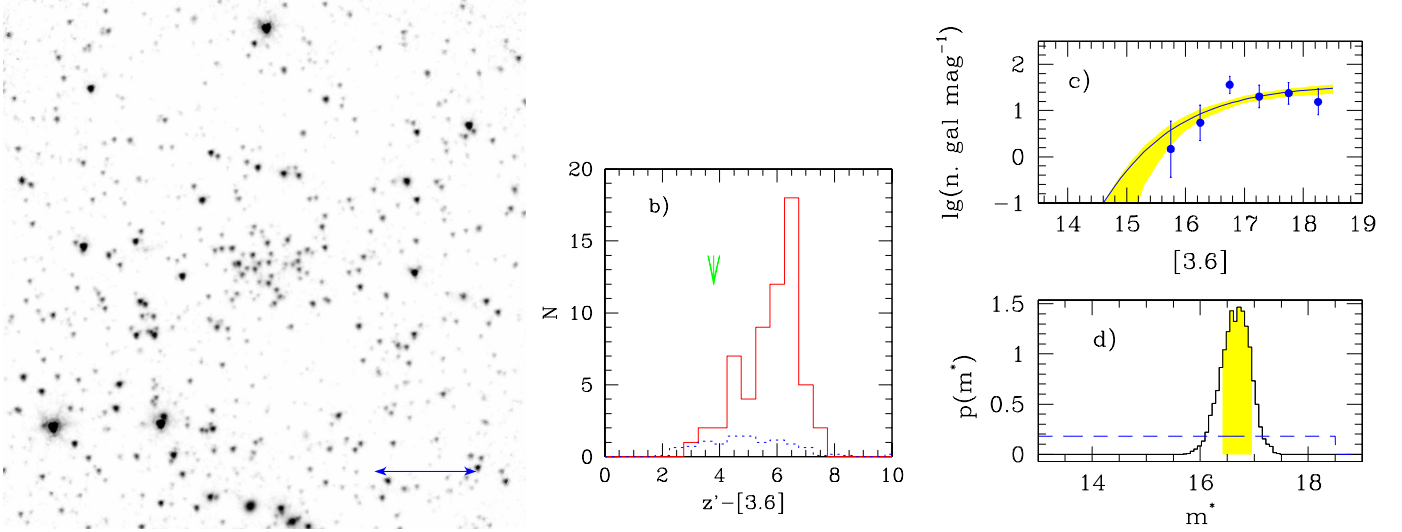 b)
20
15
10
5
0
N
0 2 4 6 8 10
z'-[3.6]
c)
lg(n. gal mag⁻¹)
2
1
0
-1
14 15 16 17 18 19
[3.6]
d)
p(m*)
1.5
1
0.5
0
14 16 18
m*